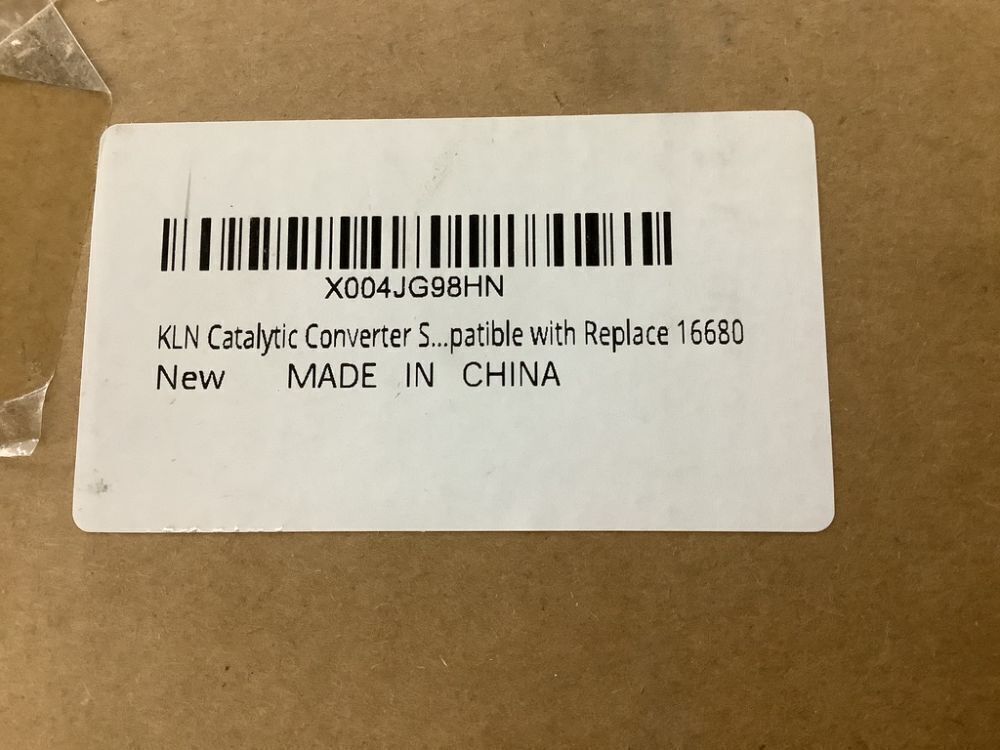 X004JG98HN
KLN Catalytic Converter S...patible with Replace 16680
New MADE IN CHINA